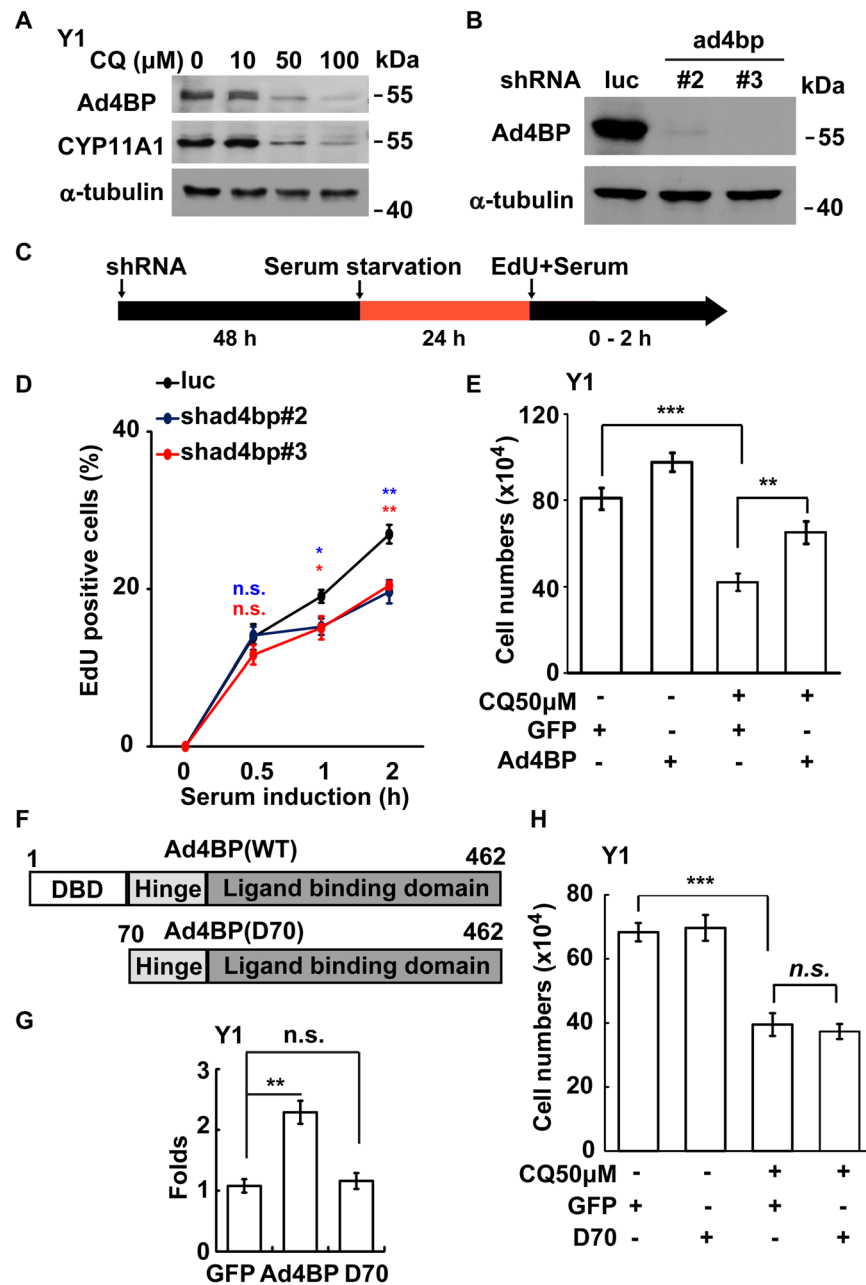 A
Y1
CQ (µM) 0 10 50 100 kDa
Ad4BP
- 55
CYP11A1
- 55
α-tubulin
- 40
B
ad4bp
shRNA luc #2 #3 kDa
Ad4BP
- 55
α-tubulin
- 40
C
shRNA Serum starvation EdU+Serum
48 h 24 h 0 - 2 h
D
luc
shad4bp#2
shad4bp#3
EdU positive cells (%)
40
20
0
n.s.
n.s.
*
*
**
**
0 0.5 1 2
Serum induction (h)
E
Y1
Cell numbers (x10⁴)
120
80
40
0
***
**
CQ50µM - - + +
GFP + - + -
Ad4BP - + - +
F
Ad4BP(WT)
1 462
DBD Hinge Ligand binding domain
Ad4BP(D70)
70 462
Hinge Ligand binding domain
G
Y1
n.s.
**
Folds
3
2
1
0
GFP Ad4BP D70
H
Y1
Cell numbers (x10⁴)
80
60
40
20
0
***
n.s.
CQ50µM - - + +
GFP + - + -
D70 - + - +